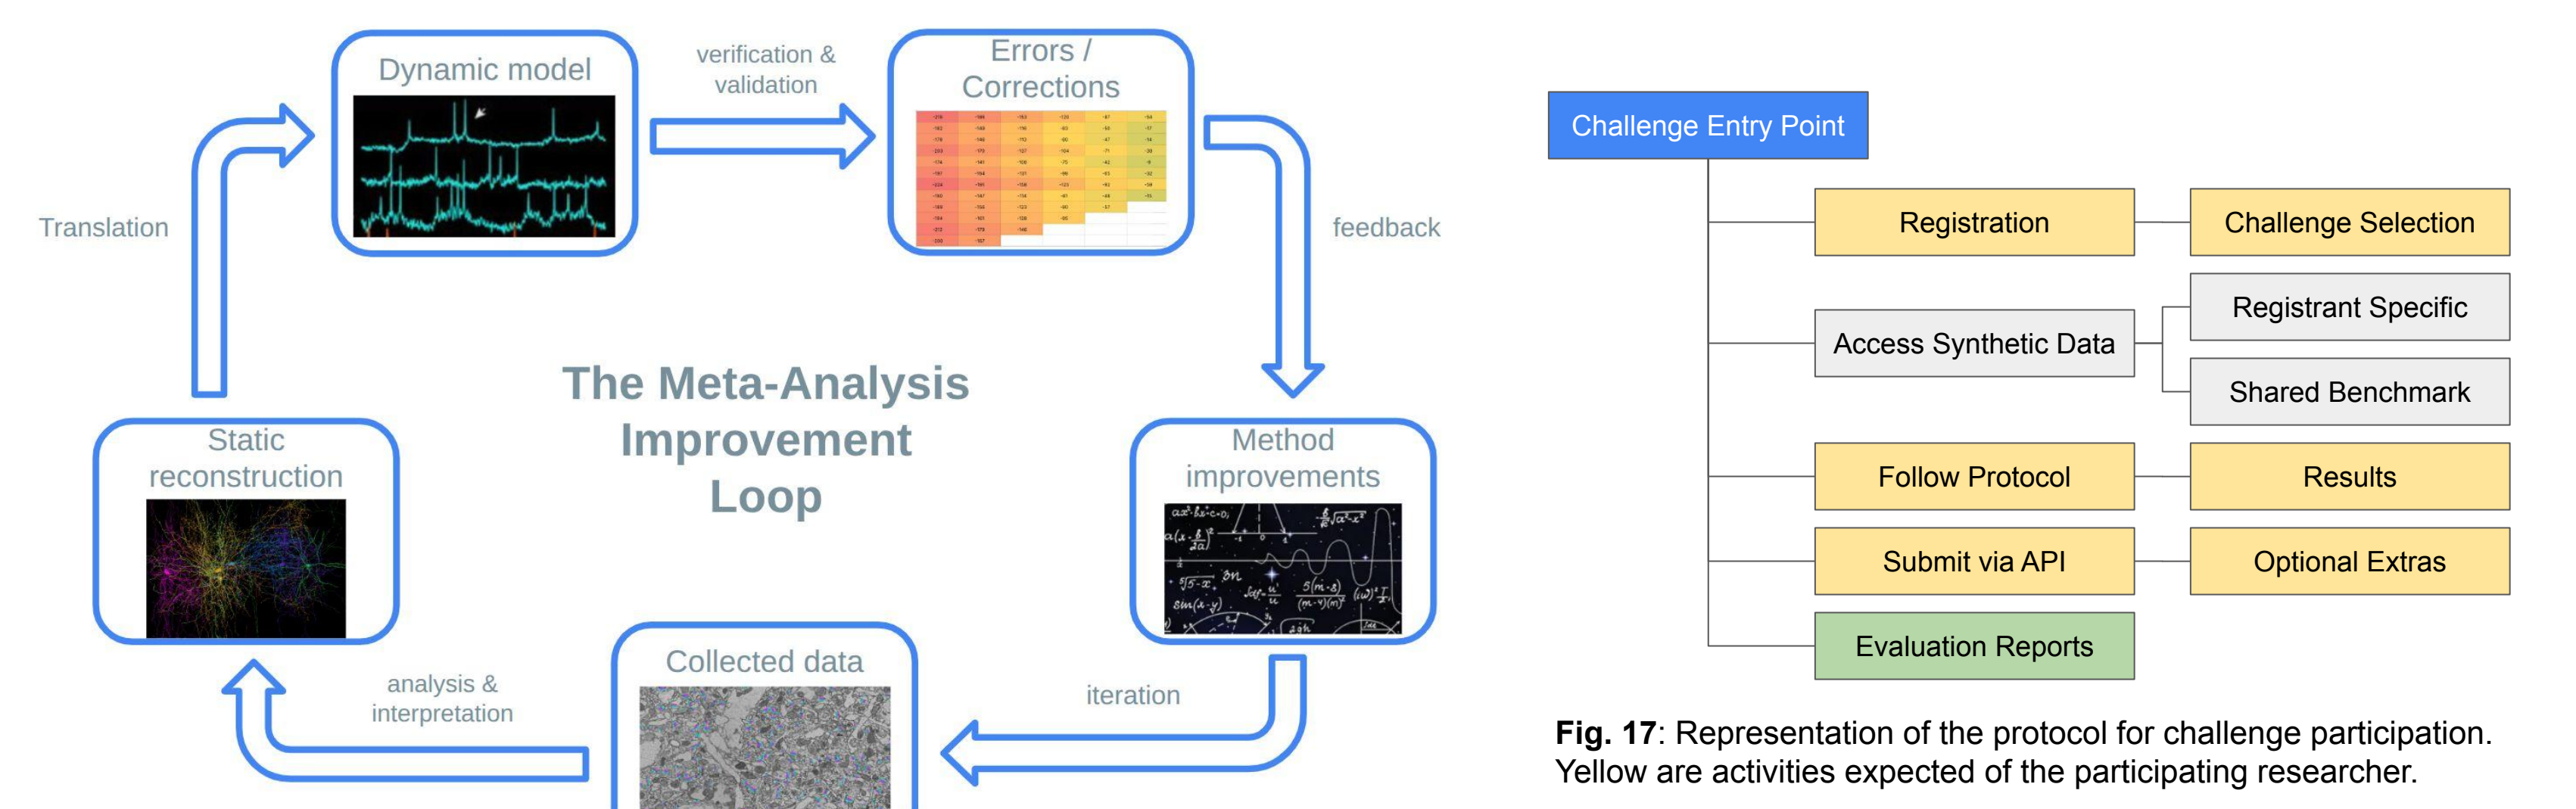 Dynamic model
verification &
validation
Errors /
Corrections
Translation
feedback
The Meta-Analysis
Improvement
Loop
Static
reconstruction
Method
improvements
Collected data
analysis &
interpretation
iteration
Challenge Entry Point
Registration
Challenge Selection
Access Synthetic Data
Registrant Specific
Shared Benchmark
Follow Protocol
Results
Submit via API
Optional Extras
Evaluation Reports
Fig. 17: Representation of the protocol for challenge participation.
Yellow are activities expected of the participating researcher.